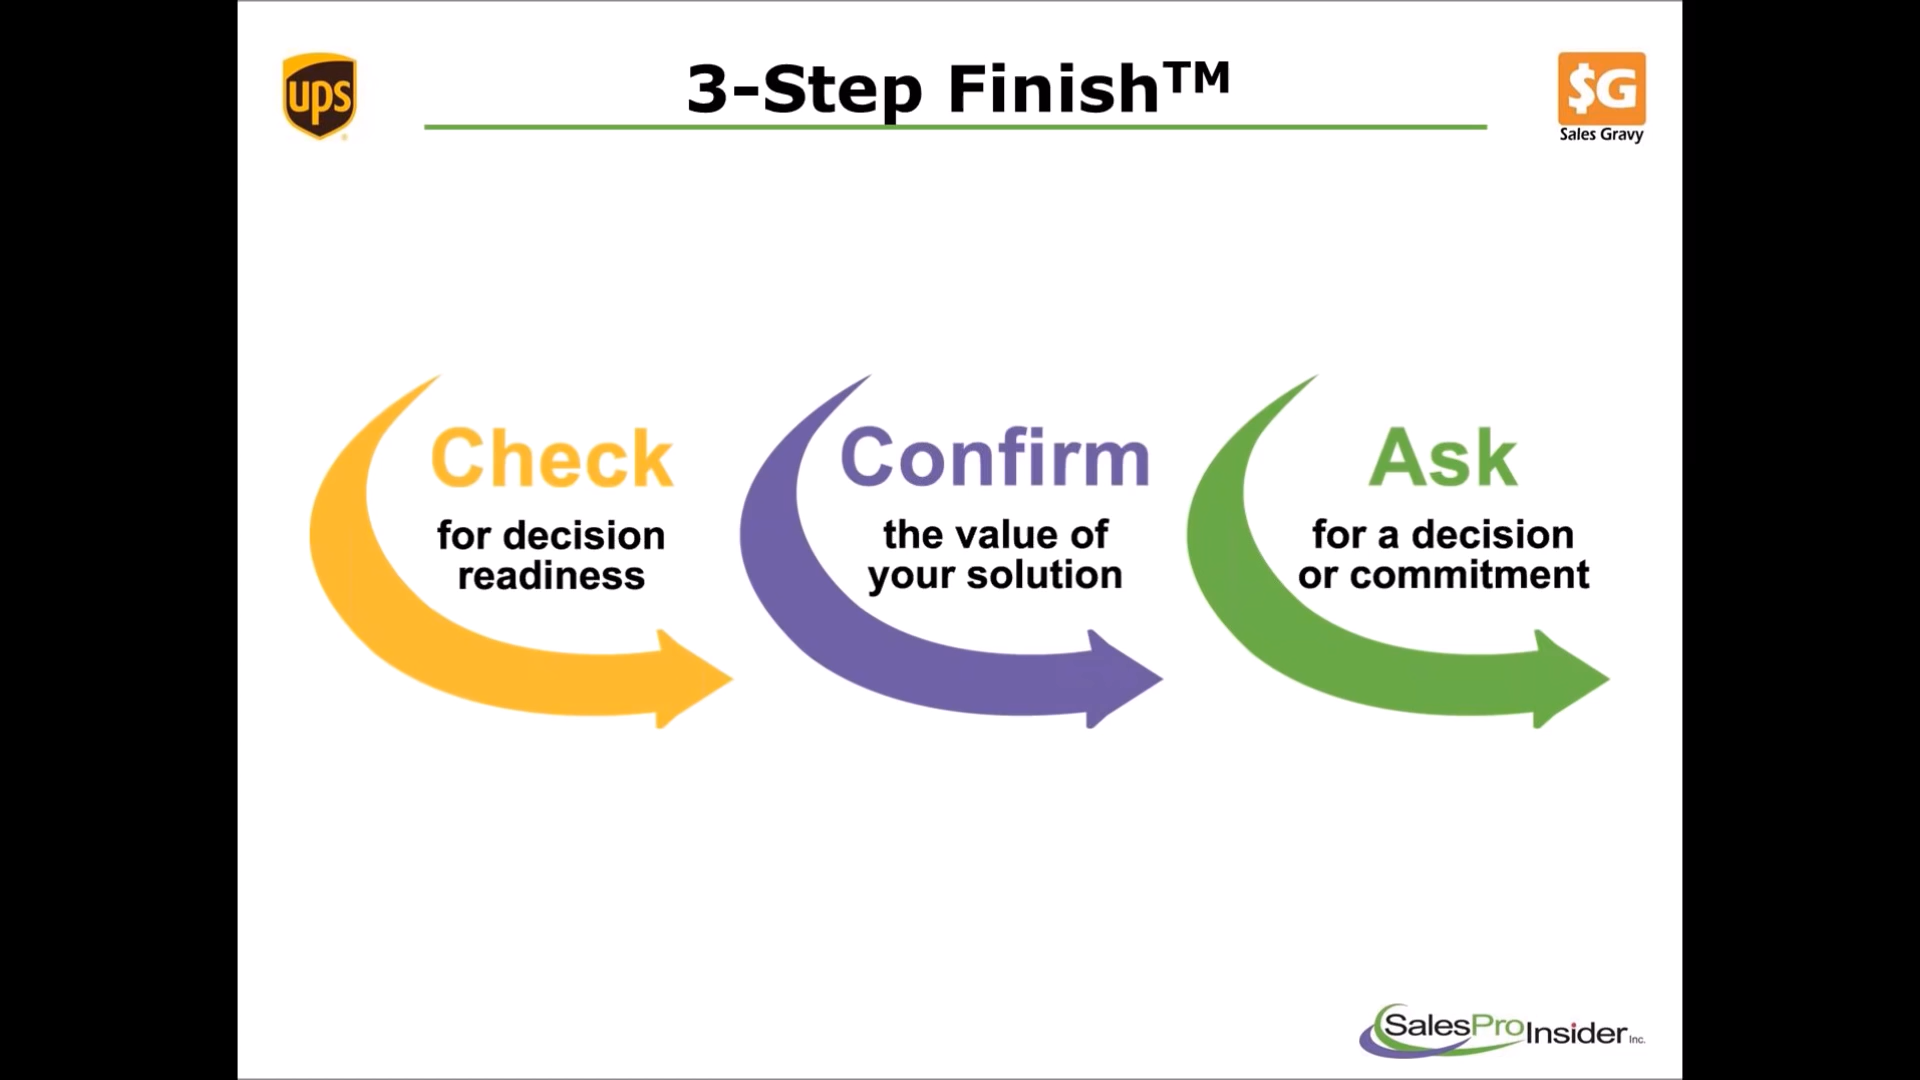 ups
3-Step Finish™
$G
Sales Gravy
Check
for decision
readiness
Confirm
the value of
your solution
Ask
for a decision
or commitment
SalesProInsider Inc.